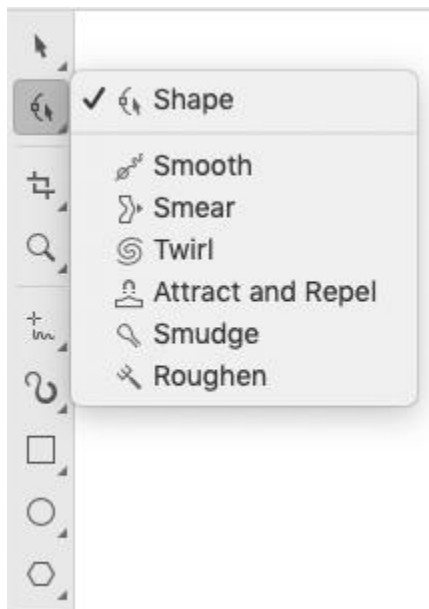 Shape
Smooth
Smear
Twirl
Attract and Repel
Smudge
Roughen